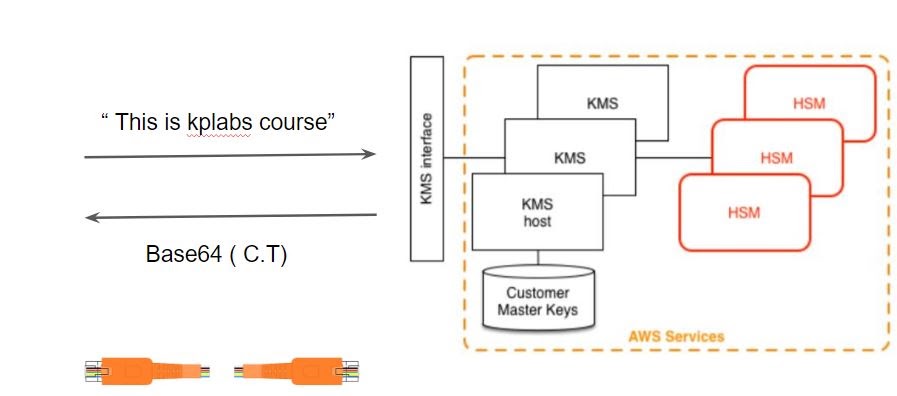 “ This is kplabs course”
Base64 ( C.T)
KMS interface
KMS
KMS
KMS
host
Customer
Master Keys
HSM
HSM
HSM
AWS Services